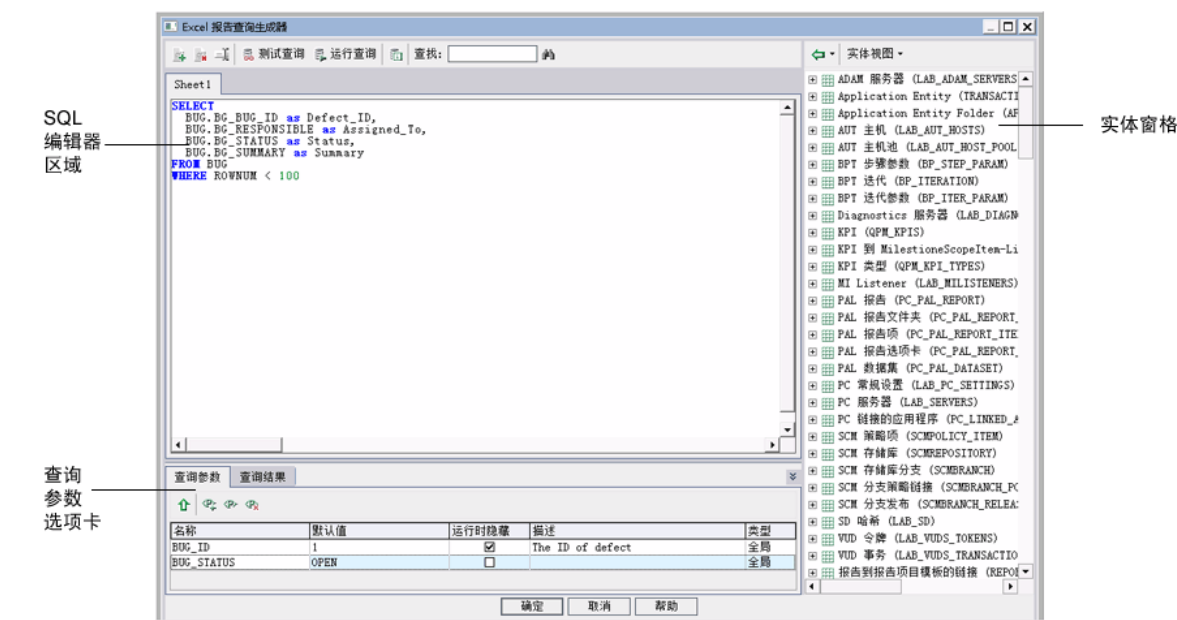 Excel 报告查询生成器
测试查询 运行查询 查找:
实体视图
Sheet1
SELECT
BUG.BG_BUG_ID as Defect_ID,
BUG.BG_RESPONSIBLE as Assigned_To,
BUG.BG_STATUS as Status,
BUG.BG_SUMMARY as Summary
FROM BUG
WHERE ROWNUM < 100
SQL
编辑器
区域
实体窗格
ADAM 服务器 (LAB_ADAM_SERVERS
Application Entity (TRANSACTI
Application Entity Folder (AP
AUT 主机 (LAB_AUT_HOSTS)
AUT 主机池 (LAB_AUT_HOST_POOL
BPT 步骤参数 (BP_STEP_PARAM)
BPT 迭代 (BP_ITERATION)
BPT 迭代参数 (BP_ITER_PARAM)
Diagnostics 服务器 (LAB_DIAGN
KPI (QPM_KPIS)
KPI 到 MilestioneScopeItem-Li
KPI 类型 (QPM_KPI_TYPES)
MI Listener (LAB_MILISTENERS)
PAL 报告 (PC_PAL_REPORT)
PAL 报告文件夹 (PC_PAL_REPORT_
PAL 报告项 (PC_PAL_REPORT_ITE
PAL 报告选项卡 (PC_PAL_REPORT_
PAL 数据集 (PC_PAL_DATASET)
PC 常规设置 (LAB_PC_SETTINGS)
PC 服务器 (LAB_SERVERS)
PC 链接的应用程序 (PC_LINKED_A
SCM 策略项 (SCMPOLICY_ITEM)
SCM 存储库 (SCMREPOSITORY)
SCM 存储库分支 (SCMBRANCH)
SCM 分支策略链接 (SCMBRANCH_PO
SCM 分支发布 (SCMBRANCH_RELEA
SD 哈希 (LAB_SD)
VUD 令牌 (LAB_VUDS_TOKENS)
VUD 事务 (LAB_VUDS_TRANSACTIO
报告到报告项目模板的链接 (REPO
查询
参数
选项卡
查询参数 查询结果
名称 默认值 运行时隐藏 描述 类型
BUG_ID 1 The ID of defect 全局
BUG_STATUS OPEN 全局
确定 取消 帮助